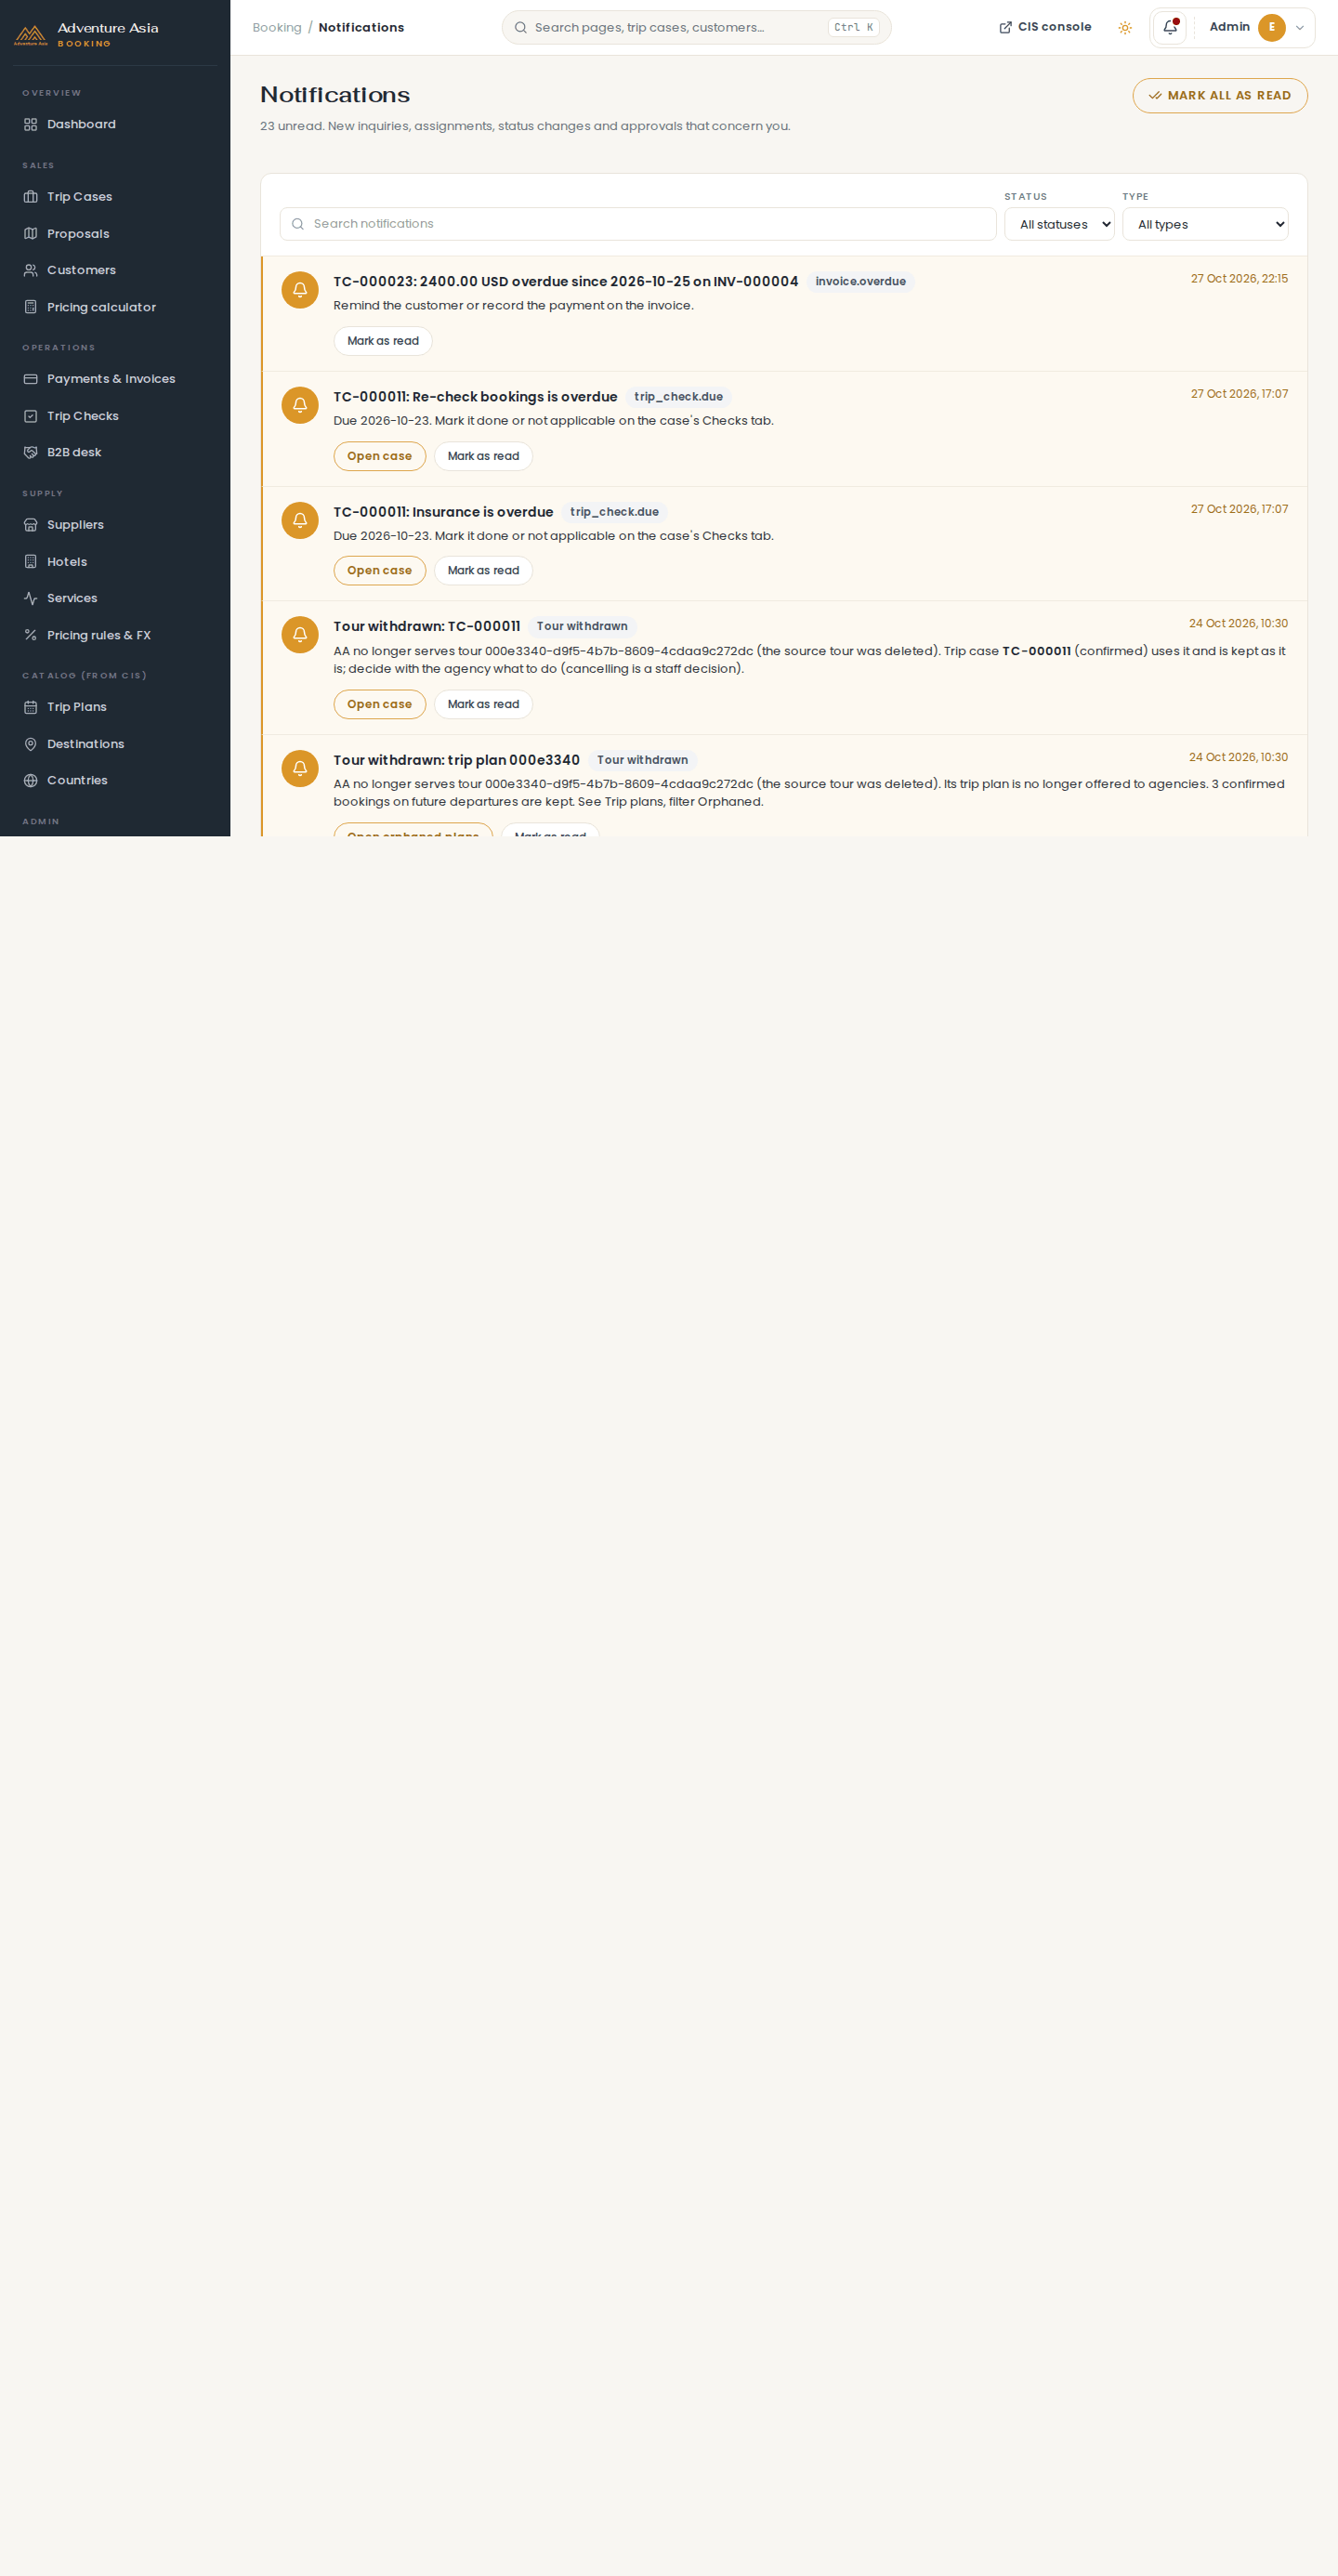 Adventure Asia
BOOKING
Adventure Asia
OVERVIEW
Dashboard
SALES
Trip Cases
Proposals
Customers
Pricing calculator
OPERATIONS
Payments & Invoices
Trip Checks
B2B desk
SUPPLY
Suppliers
Hotels
Services
Pricing rules & FX
CATALOG (FROM CIS)
Trip Plans
Destinations
Countries
ADMIN
Booking / Notifications
Search pages, trip cases, customers...
Ctrl K
CIS console
Admin
E
Notifications
MARK ALL AS READ
23 unread. New inquiries, assignments, status changes and approvals that concern you.
STATUS
TYPE
Search notifications
All statuses
All types
TC-000023: 2400.00 USD overdue since 2026-10-25 on INV-000004 invoice.overdue
27 Oct 2026, 22:15
Remind the customer or record the payment on the invoice.
Mark as read
TC-000011: Re-check bookings is overdue trip_check.due
27 Oct 2026, 17:07
Due 2026-10-23. Mark it done or not applicable on the case's Checks tab.
Open case Mark as read
TC-000011: Insurance is overdue trip_check.due
27 Oct 2026, 17:07
Due 2026-10-23. Mark it done or not applicable on the case's Checks tab.
Open case Mark as read
Tour withdrawn: TC-000011 Tour withdrawn
24 Oct 2026, 10:30
AA no longer serves tour 000e3340-d9f5-4b7b-8609-4cdaa9c272dc (the source tour was deleted). Trip case TC-000011 (confirmed) uses it and is kept as it
is; decide with the agency what to do (cancelling is a staff decision).
Open case Mark as read
Tour withdrawn: trip plan 000e3340 Tour withdrawn
24 Oct 2026, 10:30
AA no longer serves tour 000e3340-d9f5-4b7b-8609-4cdaa9c272dc (the source tour was deleted). Its trip plan is no longer offered to agencies. 3 confirmed
bookings on future departures are kept. See Trip plans, filter Orphaned.
Open orphaned plans Mark as read